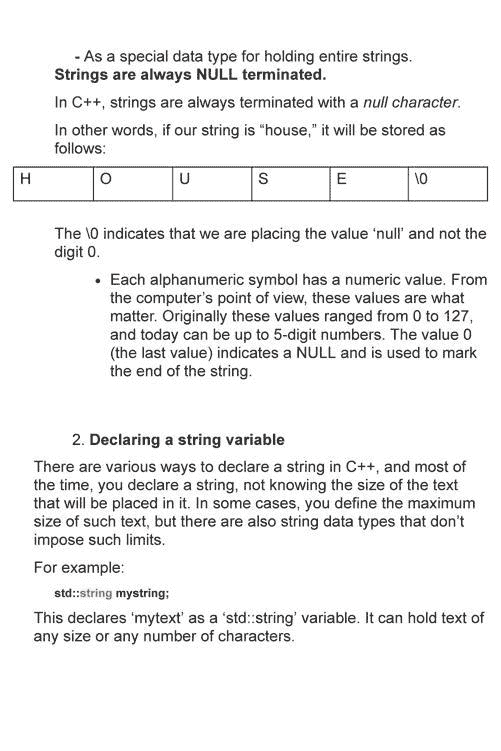 - As a special data type for holding entire strings.
Strings are always NULL terminated.
In C++, strings are always terminated with a null character.
In other words, if our string is “house,” it will be stored as
follows:
H O U S E \0
The \0 indicates that we are placing the value ‘null’ and not the
digit 0.
• Each alphanumeric symbol has a numeric value. From
the computer’s point of view, these values are what
matter. Originally these values ranged from 0 to 127,
and today can be up to 5-digit numbers. The value 0
(the last value) indicates a NULL and is used to mark
the end of the string.
2. Declaring a string variable
There are various ways to declare a string in C++, and most of
the time, you declare a string, not knowing the size of the text
that will be placed in it. In some cases, you define the maximum
size of such text, but there are also string data types that don’t
impose such limits.
For example:
std::string mystring;
This declares ‘mytext’ as a ‘std::string’ variable. It can hold text of
any size or any number of characters.